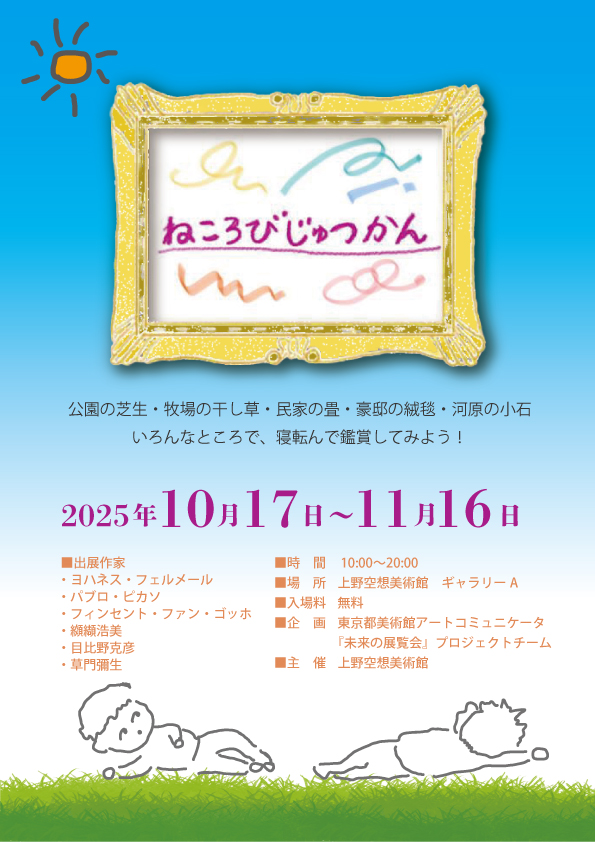 ねころびじゅつかん
公園の芝生・牧場の干し草・民家の畳・豪邸の絨毯・河原の小石
いろんなところで、寝転んで鑑賞してみよう！
2025年10月17日～11月16日
■出展作家
・ヨハネス・フェルメール
・パブロ・ピカソ
・フィンセント・ファン・ゴッホ
・纐纈浩美
・目比野克彦
・草門彌生
■時　間　10:00～20:00
■場　所　上野空想美術館　ギャラリー A
■入場料　無料
■企　画　東京都美術館アートコミュニケータ
『未来の展覧会』プロジェクトチーム
■主　催　上野空想美術館